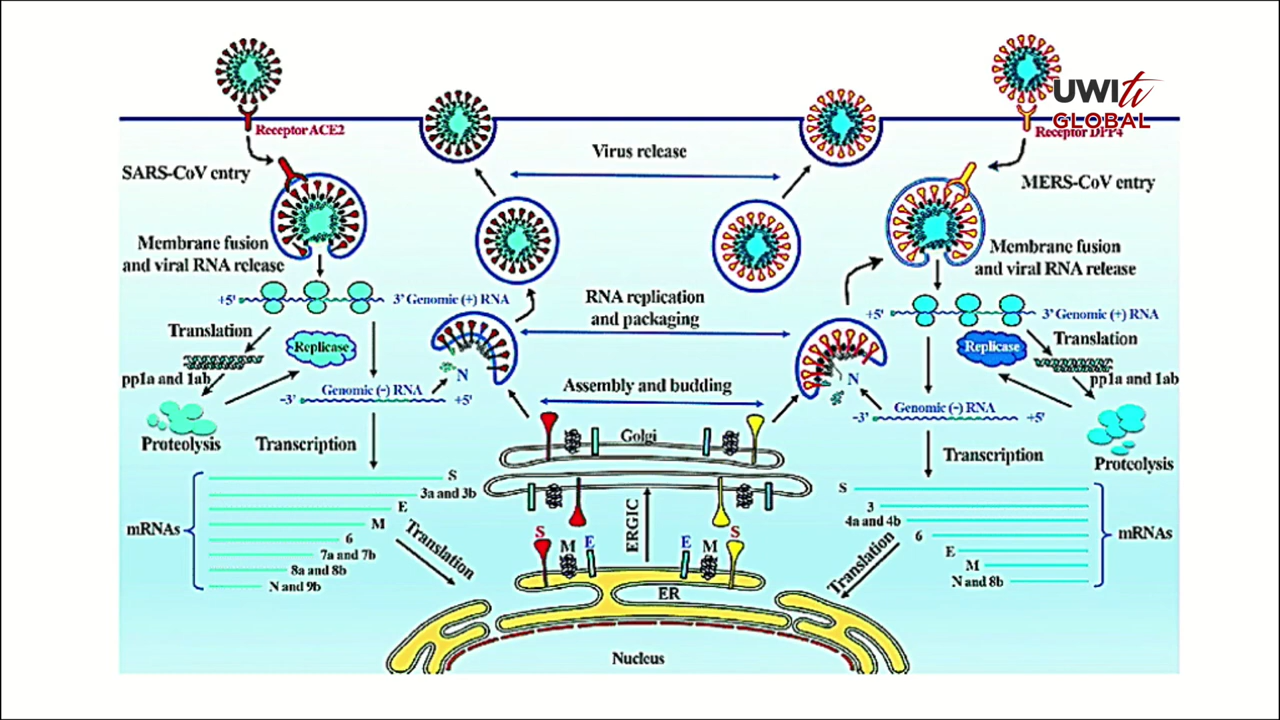 UWItv
GLOBAL
Receptor ACE2
Receptor DPP4
SARS-CoV entry
Virus release
MERS-CoV entry
Membrane fusion
and viral RNA release
Membrane fusion
and viral RNA release
+5'
3' Genomic (+) RNA
RNA replication
and packaging
+5'
3' Genomic (+) RNA
Translation
Replicase
Replicase
Translation
pp1a and 1ab
N
N
pp1a and 1ab
Assembly and budding
-3'
Genomic (-) RNA
+5'
-3'
Genomic (-) RNA
+5'
Proteolysis
Transcription
Golgi
Transcription
Proteolysis
mRNAs
S
3a and 3b
E
M
6
7a and 7b
8a and 8b
N and 9b
Translation
S
M
E
ERGIC
E
M
S
ER
Nucleus
Translation
S
3
4a and 4b
6
E
M
N and 8b
mRNAs